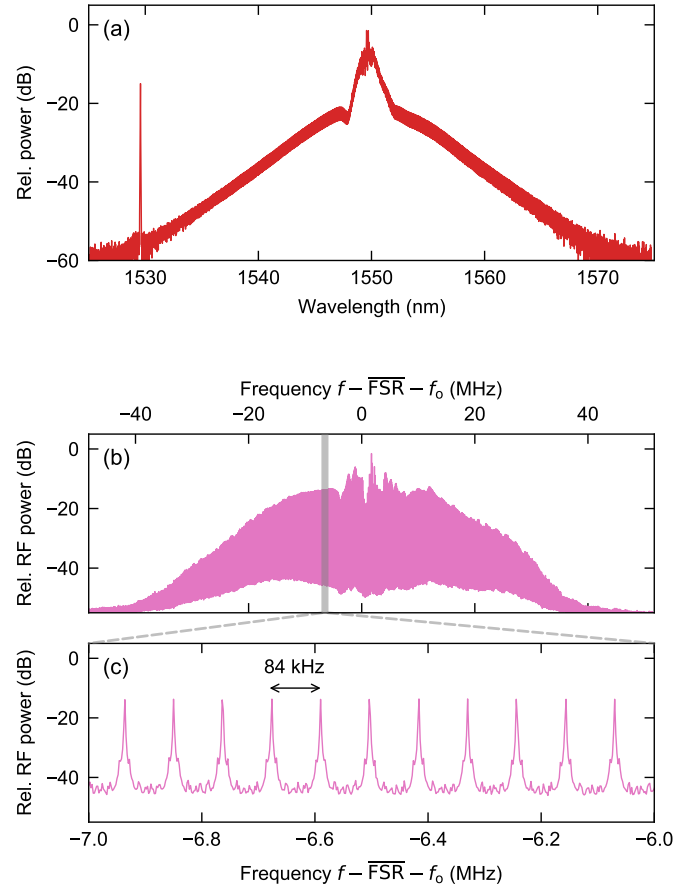 (a)
Rel. power (dB)
0
−20
−40
−60
1530 1540 1550 1560 1570
Wavelength (nm)
Frequency f − FSR − fₒ (MHz)
−40 −20 0 20 40
(b)
Rel. RF power (dB)
0
−20
−40
(c)
84 kHz
Rel. RF power (dB)
0
−20
−40
−7.0 −6.8 −6.6 −6.4 −6.2 −6.0
Frequency f − FSR − fₒ (MHz)